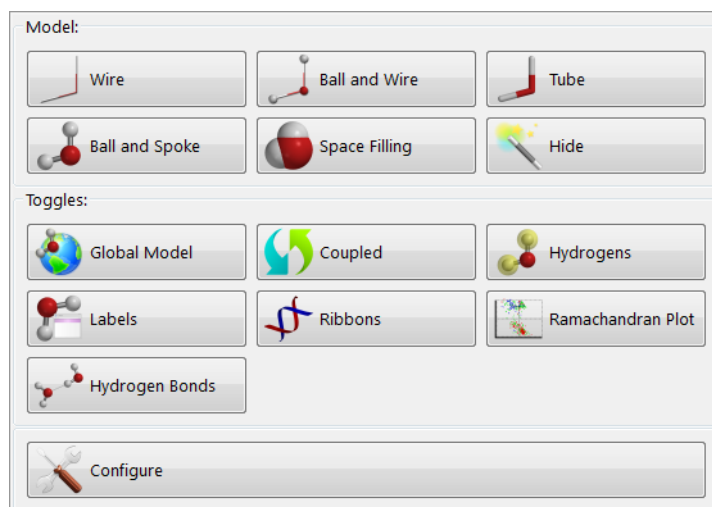 Model:
Wire
Ball and Wire
Tube
Ball and Spoke
Space Filling
Hide
Toggles:
Global Model
Coupled
Hydrogens
Labels
Ribbons
Ramachandran Plot
Hydrogen Bonds
Configure